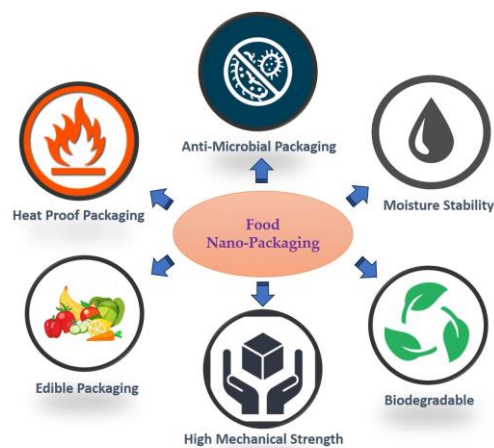 Anti-Microbial Packaging
Heat Proof Packaging
Moisture Stability
Food
Nano-Packaging
Edible Packaging
Biodegradable
High Mechanical Strength